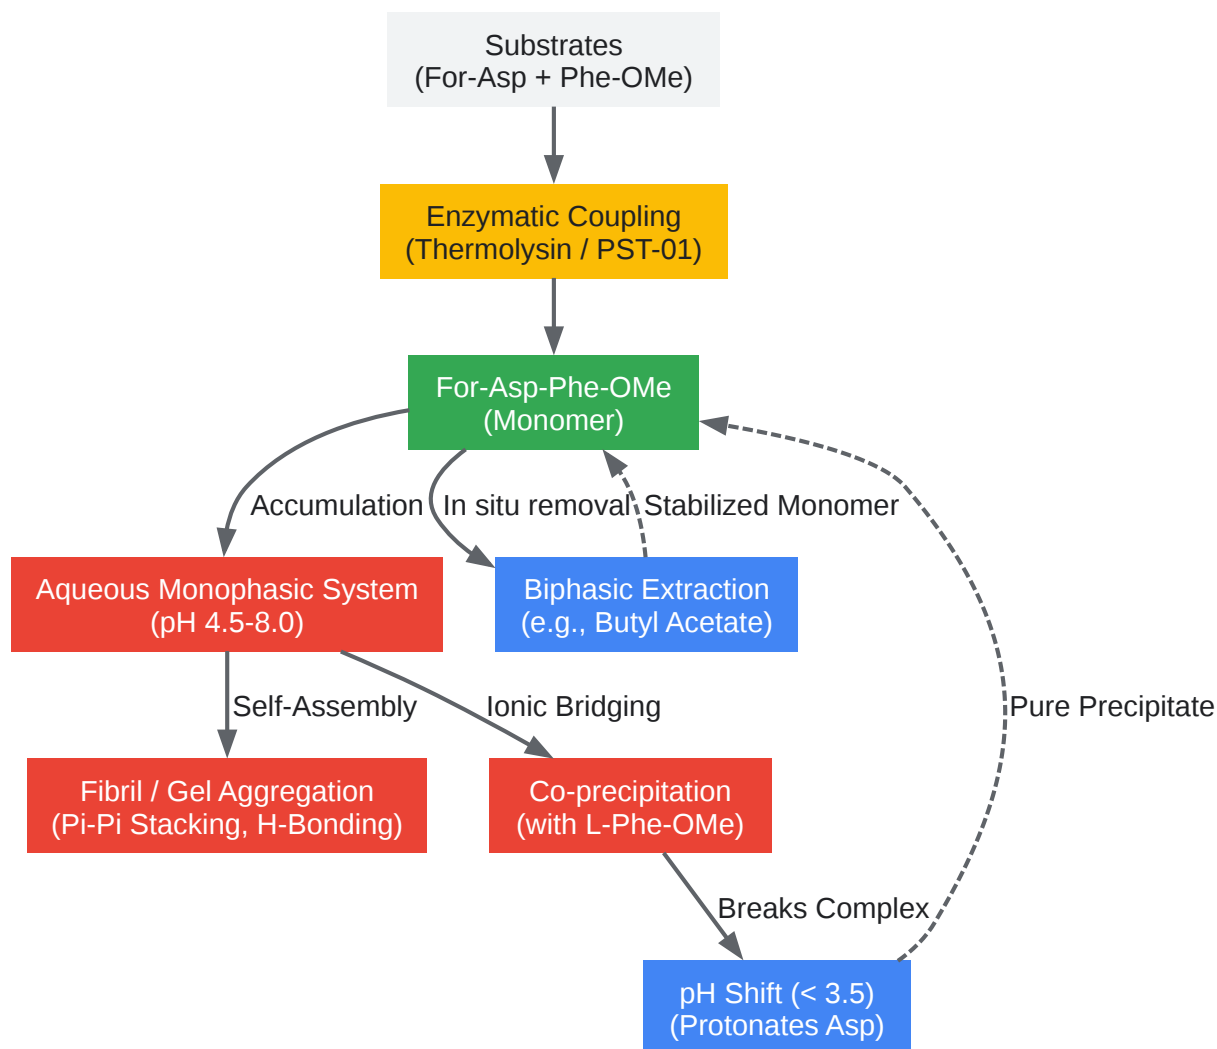 Substrates
(For-Asp + Phe-OMe)
Enzymatic Coupling
(Thermolysin / PST-01)
For-Asp-Phe-OMe
(Monomer)
Accumulation
In situ removal
Stabilized Monomer
Aqueous Monophasic System
(pH 4.5-8.0)
Biphasic Extraction
(e.g., Butyl Acetate)
Self-Assembly
Ionic Bridging
Pure Precipitate
Fibril / Gel Aggregation
(Pi-Pi Stacking, H-Bonding)
Co-precipitation
(with L-Phe-OMe)
Breaks Complex
pH Shift (< 3.5)
(Protonates Asp)